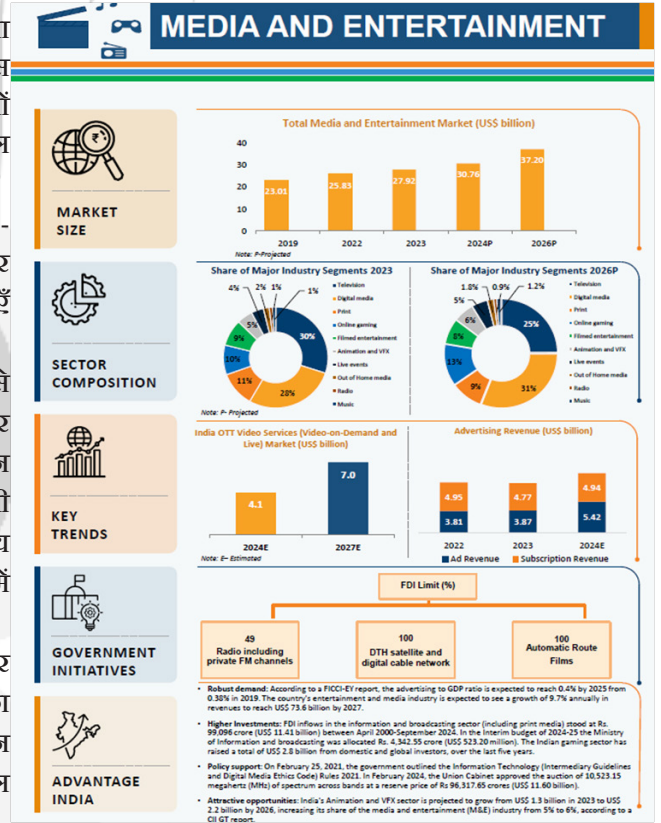 MEDIA AND ENTERTAINMENT
MARKET
SIZE
Total Media and Entertainment Market (US$ billion)
40
30
20
10
0
23.01
25.83
27.92
30.76
37.20
2019
2022
2023
2024P
2026P
Note: P-Projected
SECTOR
COMPOSITION
Share of Major Industry Segments 2023
4%
2%
1%
1%
5%
9%
10%
11%
28%
30%
Television
Digital media
Print
Online gaming
Filmed entertainment
Animation and VFX
Live events
Out of Home media
Radio
Music
Note: P- Projected
Share of Major Industry Segments 2026P
1.8%
0.9%
1.2%
5%
6%
8%
13%
9%
31%
25%
Television
Digital media
Print
Online gaming
Filmed entertainment
Animation and VFX
Live events
Out of Home media
Radio
Music
KEY
TRENDS
India OTT Video Services (Video-on-Demand and
Live) Market (US$ billion)
4.1
7.0
2024E
2027E
Note: E– Estimated
Advertising Revenue (US$ billion)
4.95
4.77
4.94
3.81
3.87
5.42
2022
2023
2024E
Ad Revenue
Subscription Revenue
GOVERNMENT
INITIATIVES
FDI Limit (%)
49
Radio including
private FM channels
100
DTH satellite and
digital cable network
100
Automatic Route
Films
ADVANTAGE
INDIA
• Robust demand: According to a FICCI-EY report, the advertising to GDP ratio is expected to reach 0.4% by 2025 from
0.38% in 2019. The country's entertainment and media industry is expected to see a growth of 9.7% annually in
revenues to reach US$ 73.6 billion by 2027.
• Higher Investments: FDI inflows in the information and broadcasting sector (including print media) stood at Rs.
99,096 crore (US$ 11.41 billion) between April 2000-September 2024. In the Interim budget of 2024-25 the Ministry
of Information and broadcasting was allocated Rs. 4,342.55 crore (US$ 523.20 million). The Indian gaming sector has
raised a total of US$ 2.8 billion from domestic and global investors, over the last five years.
• Policy support: On February 25, 2021, the government outlined the Information Technology (Intermediary Guidelines
and Digital Media Ethics Code) Rules 2021. In February 2024, the Union Cabinet approved the auction of 10,523.15
megahertz (MHz) of spectrum across bands at a reserve price of Rs 96,317.65 crores (US$ 11.60 billion).
• Attractive opportunities: India's Animation and VFX sector is projected to grow from US$ 1.3 billion in 2023 to US$
2.2 billion by 2026, increasing its share of the media and entertainment (M&E) industry from 5% to 6%, according to a
CII GT report.